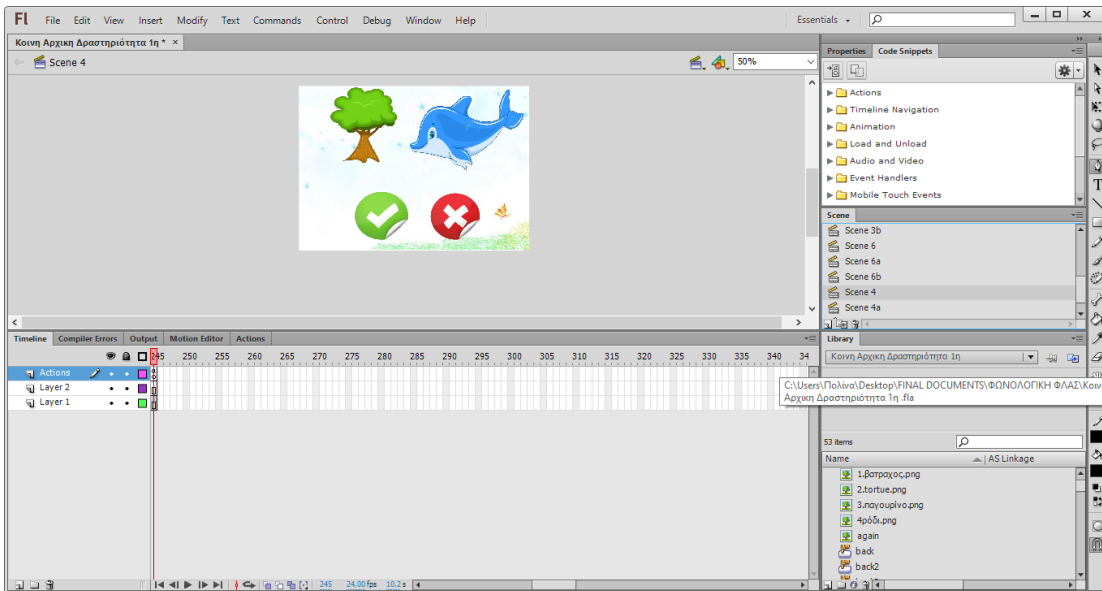 Fl File Edit View Insert Modify Text Commands Control Debug Window Help Essentials
Κοινη Αρχικη Δραστηριότητα 1η * ×
Scene 4 50%
Properties Code Snippets
Actions
Timeline Navigation
Animation
Load and Unload
Audio and Video
Event Handlers
Mobile Touch Events
Scene
Scene 3b
Scene 6
Scene 6a
Scene 6b
Scene 4
Scene 4a
Timeline Compiler Errors Output Motion Editor Actions
245 250 255 260 265 270 275 280 285 290 295 300 305 310 315 320 325 330 335 340 34
Actions
Layer 2
Layer 1
Library
Κοινη Αρχικη Δραστηριότητα 1η
C:\Users\Πολίνα\Desktop\FINAL DOCUMENTS\ΦΩΝΟΛΟΓΙΚΗ ΦΛΑΣ\Κοιν
Αρχικη Δραστηριότητα 1η .fla
53 items
Name AS Linkage
1.βατραχος.png
2.tortue.png
3.παγουρίνο.png
4ρόδι.png
again
back
back2
245 24.00 fps 10.2 s